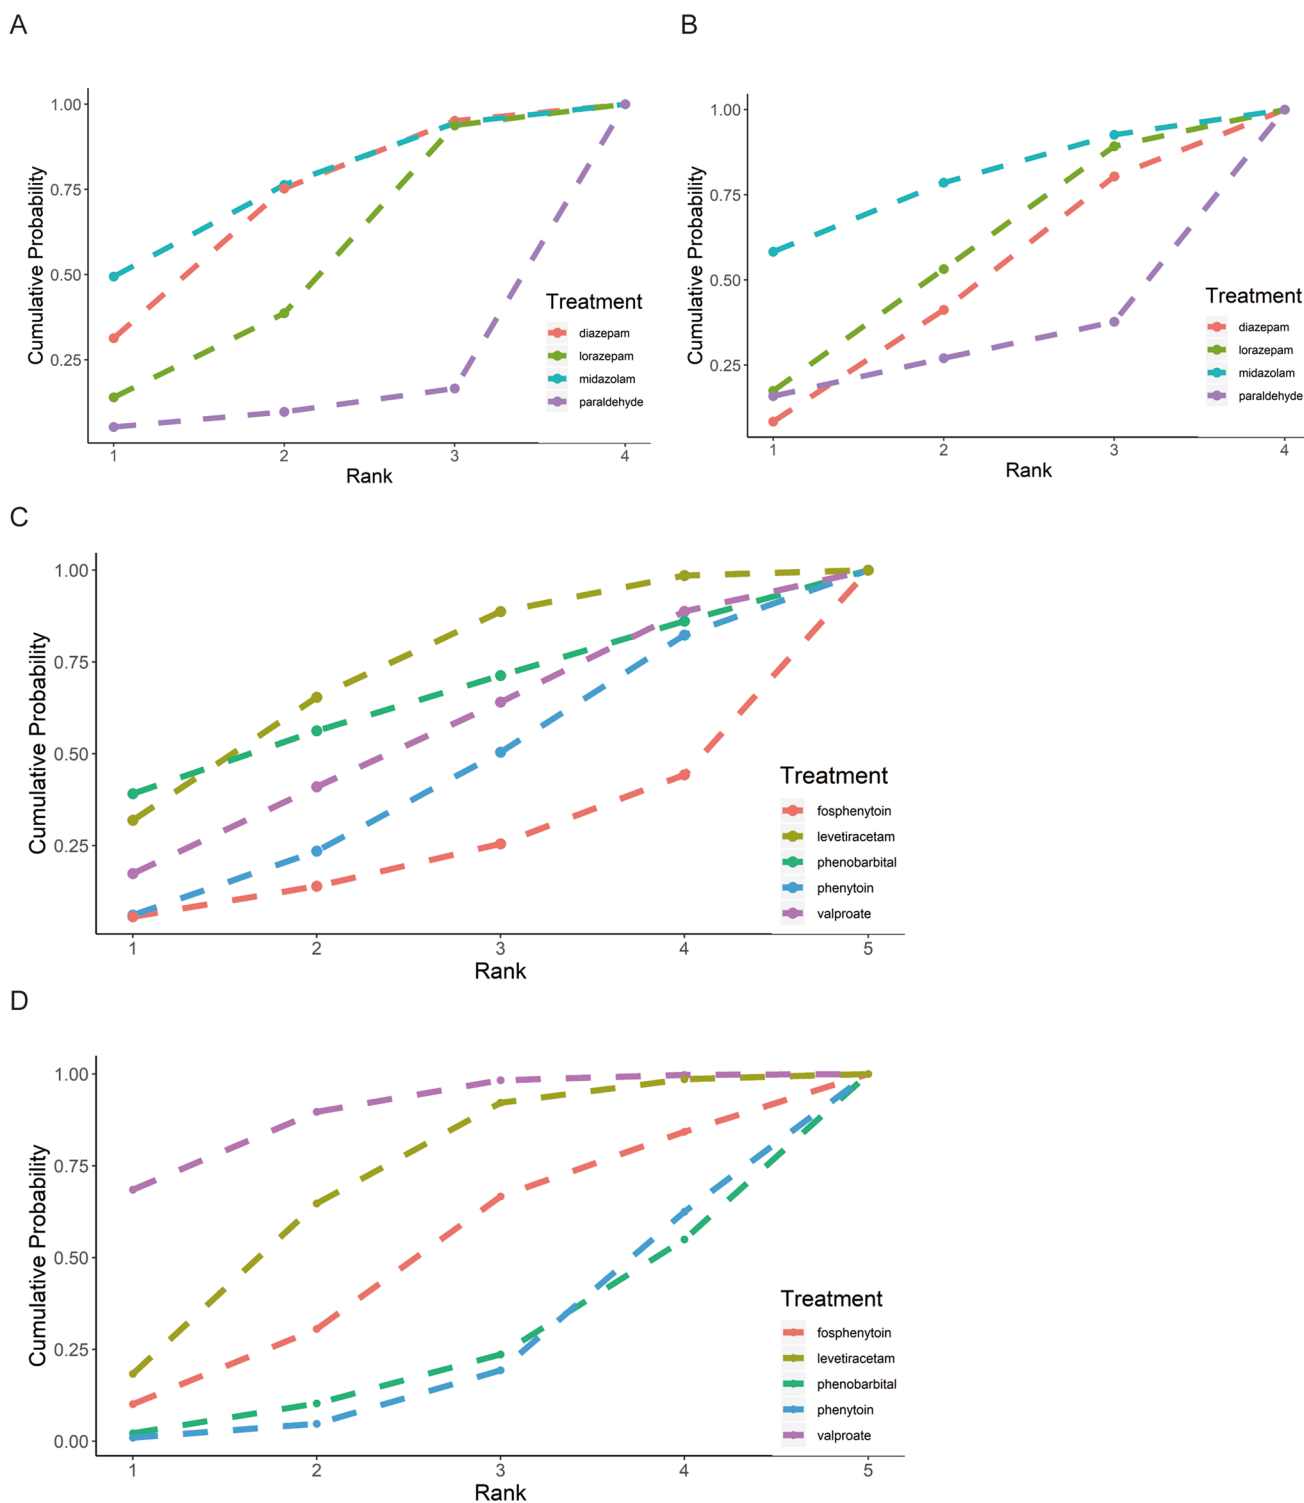 A
Cumulative Probability
1.00
0.75
0.50
0.25
1 2 3 4
Rank
Treatment
diazepam
lorazepam
midazolam
paraldehyde
B
Cumulative Probability
1.00
0.75
0.50
0.25
1 2 3 4
Rank
Treatment
diazepam
lorazepam
midazolam
paraldehyde
C
Cumulative Probability
1.00
0.75
0.50
0.25
1 2 3 4 5
Rank
Treatment
fosphenytoin
levetiracetam
phenobarbital
phenytoin
valproate
D
Cumulative Probability
1.00
0.75
0.50
0.25
0.00
1 2 3 4 5
Rank
Treatment
fosphenytoin
levetiracetam
phenobarbital
phenytoin
valproate